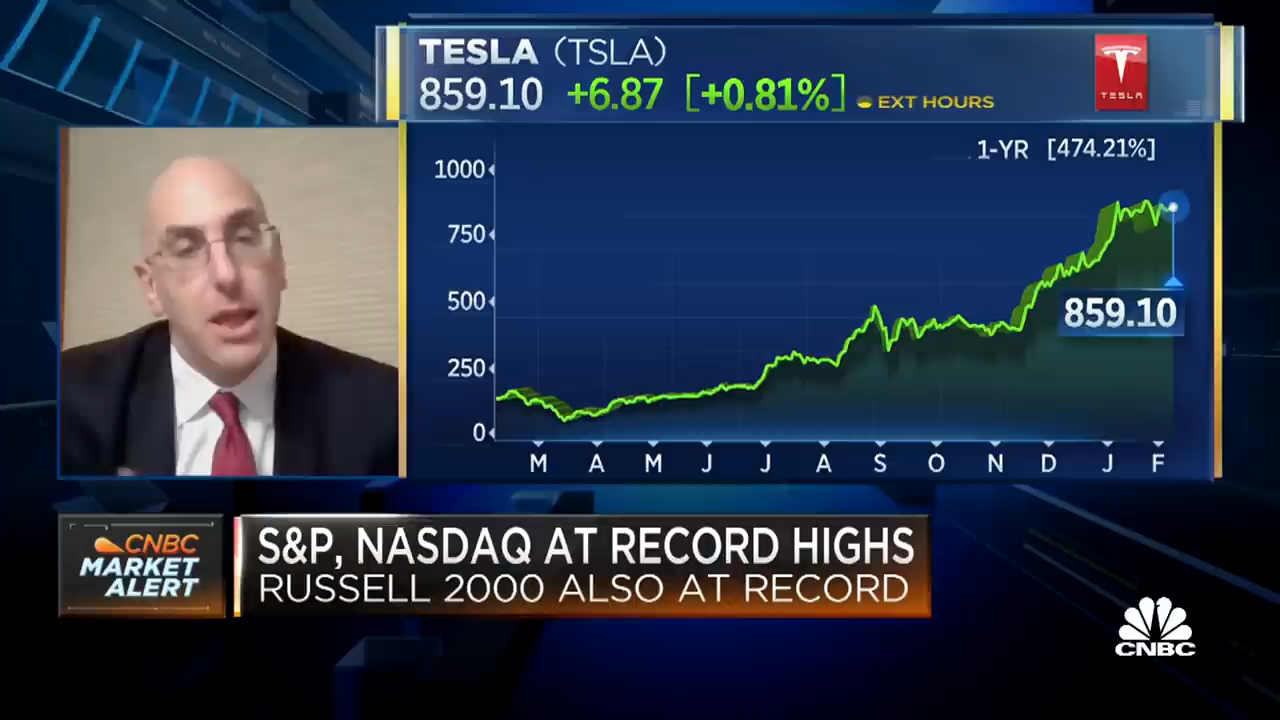 TESLA (TSLA)
859.10 +6.87 [+0.81%] EXT HOURS
TESLA
1-YR [474.21%]
1000
750
500
250
0
859.10
M A M J J A S O N D J F
CNBC
MARKET
ALERT
S&P, NASDAQ AT RECORD HIGHS
RUSSELL 2000 ALSO AT RECORD
CNBC